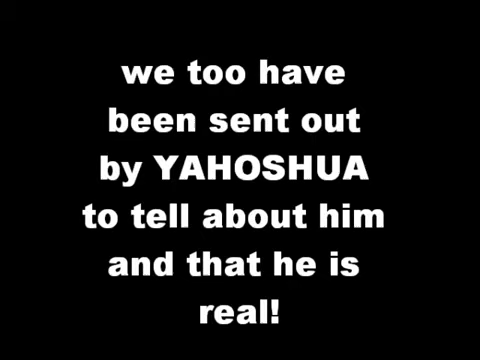 we too have
been sent out
by YAHOSHUA
to tell about him
and that he is
real!